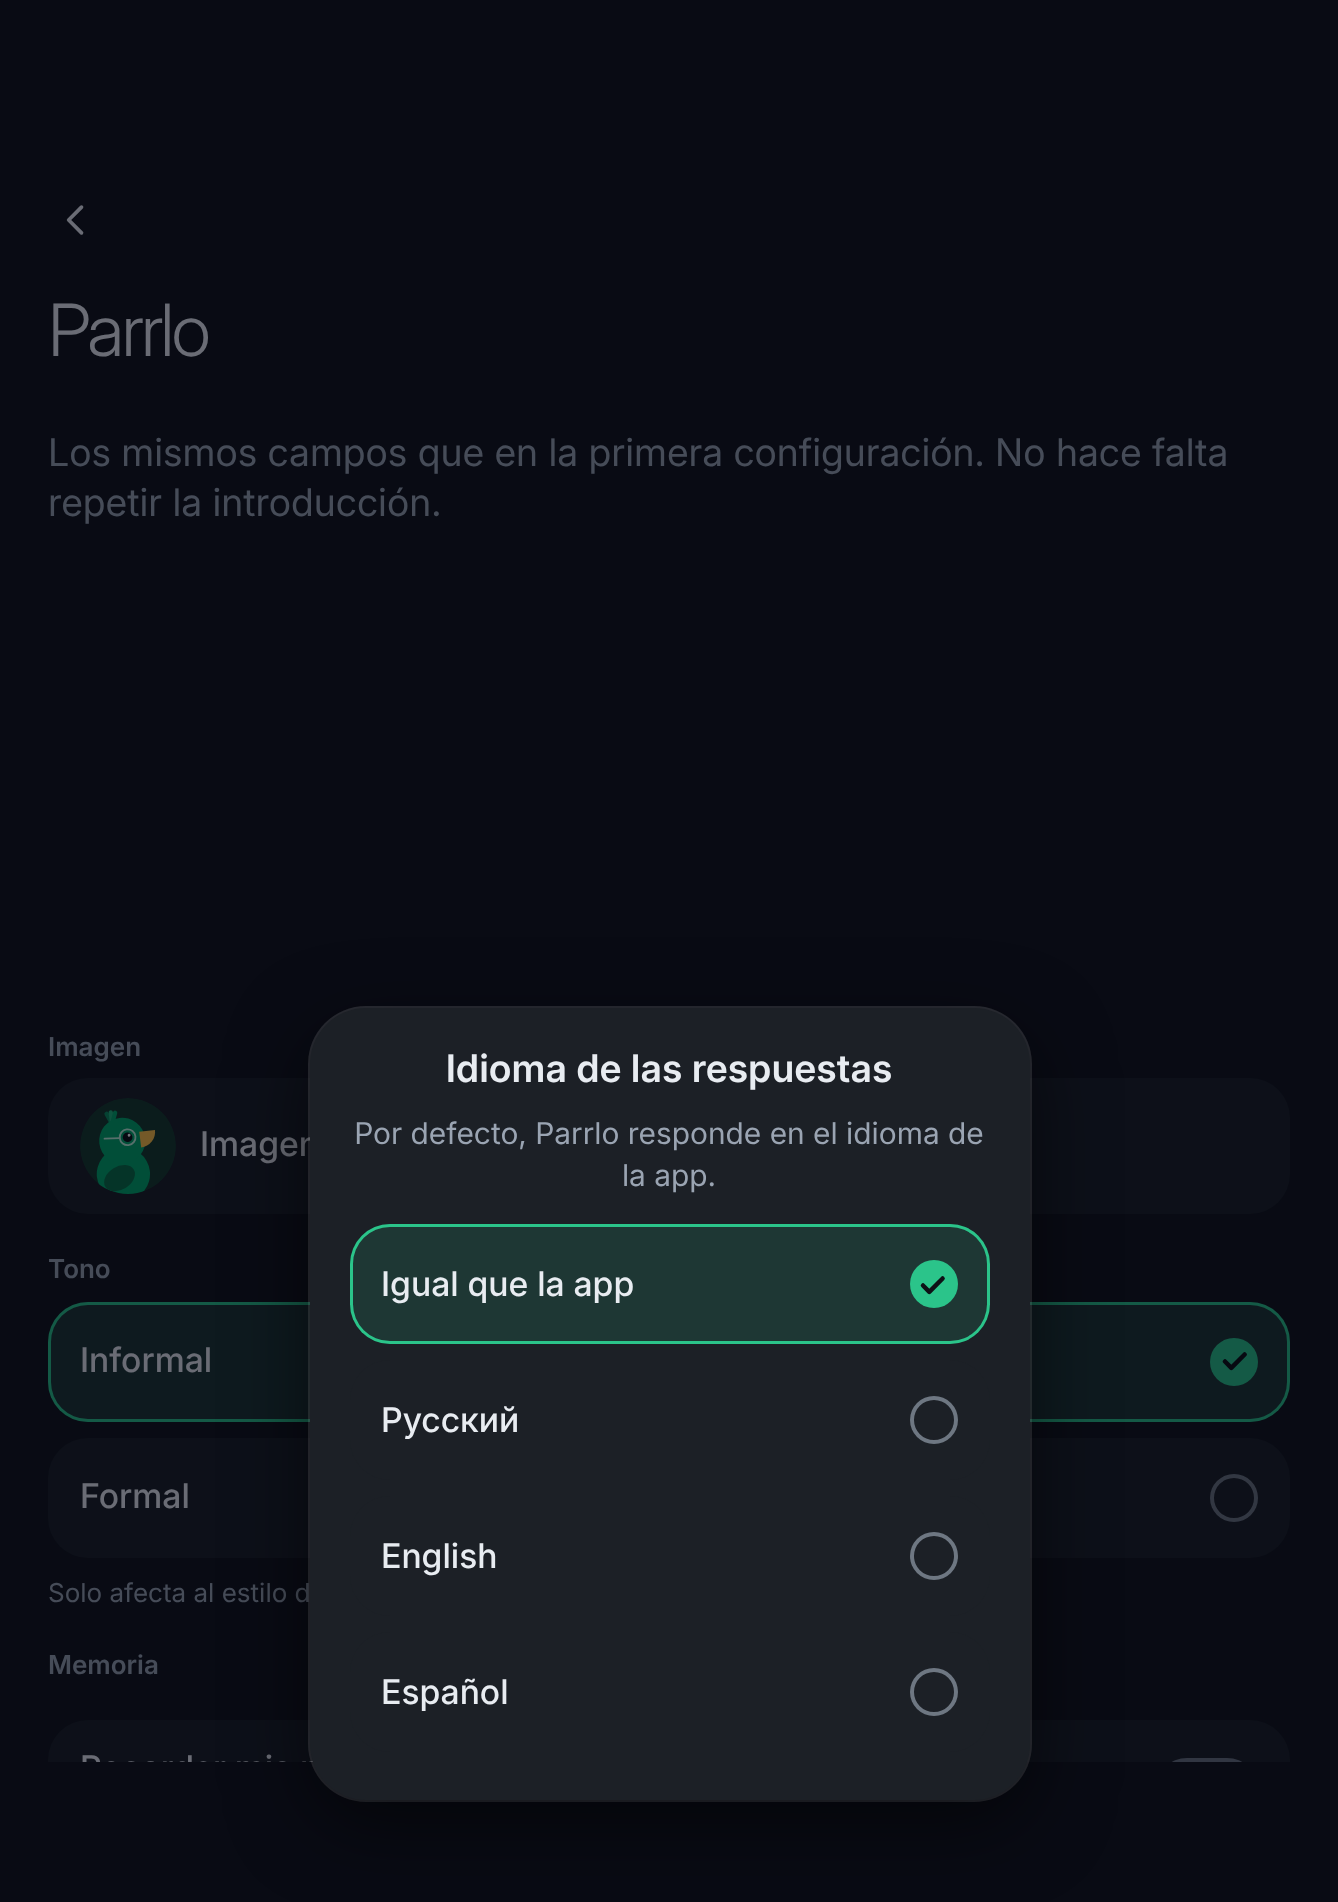 Parrlo
Los mismos campos que en la primera configuración. No hace falta
repetir la introducción.
Imagen
Tono
Informal
Formal
Solo afecta al estilo
Memoria
Idioma de las respuestas
Por defecto, Parrlo responde en el idioma de
la app.
Igual que la app
Русский
English
Español